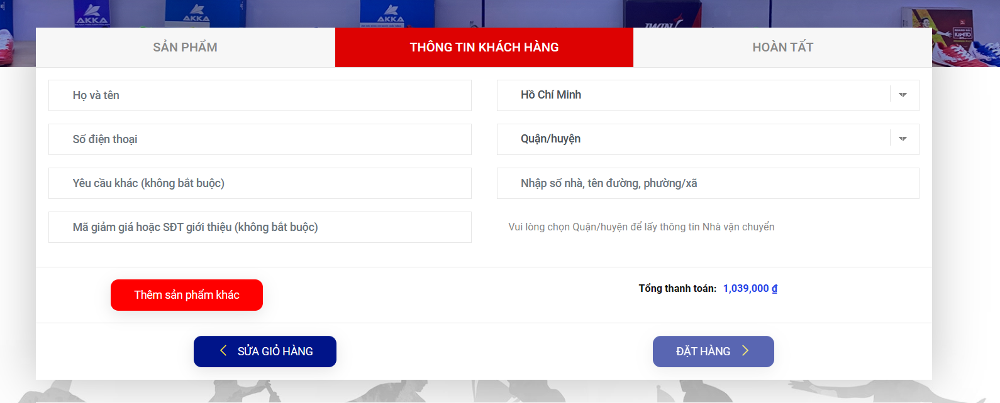 AKKA
AKKA
AKKA
IWIN
KAMITO
SẢN PHẨM
THÔNG TIN KHÁCH HÀNG
HOÀN TẤT
Họ và tên
Hồ Chí Minh
Số điện thoại
Quận/huyện
Yêu cầu khác (không bắt buộc)
Nhập số nhà, tên đường, phường/xã
Mã giảm giá hoặc SĐT giới thiệu (không bắt buộc)
Vui lòng chọn Quận/huyện để lấy thông tin Nhà vận chuyển
Thêm sản phẩm khác
Tổng thanh toán: 1,039,000 ₫
SỬA GIỎ HÀNG
ĐẶT HÀNG